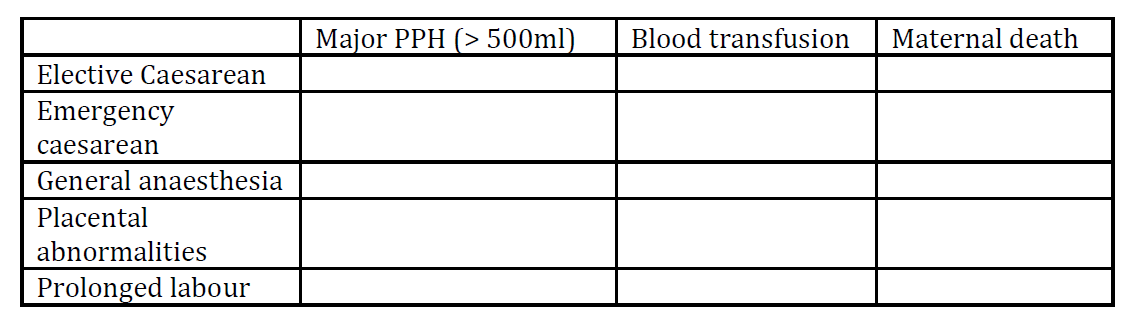 Major PPH (> 500ml) Blood transfusion Maternal death
Elective Caesarean
Emergency
caesarean
General anaesthesia
Placental
abnormalities
Prolonged labour